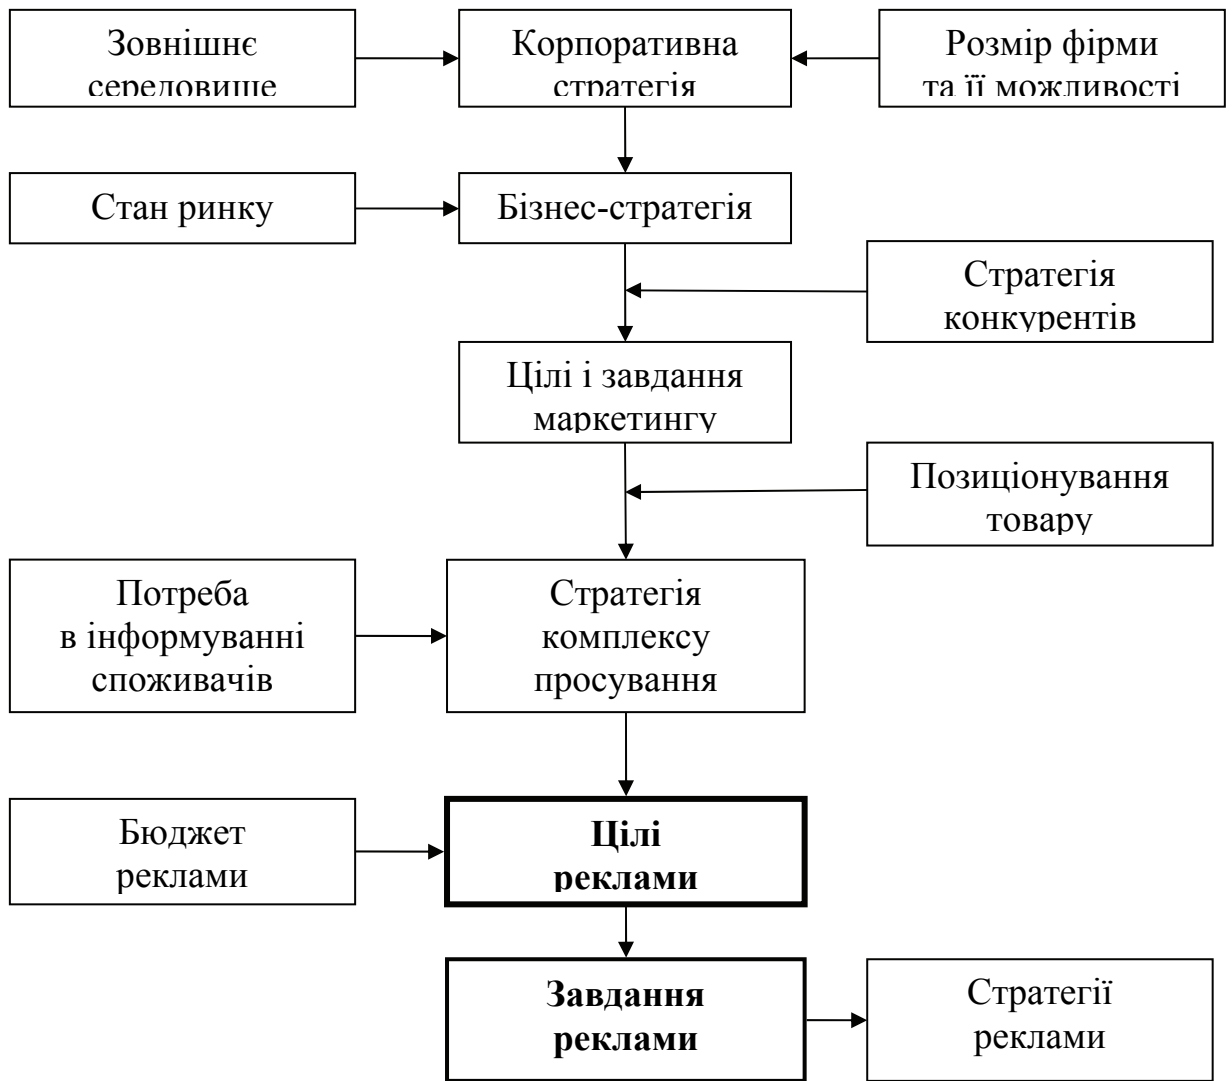 Зовнішнє
середовище
Корпоративна
стратегія
Розмір фірми
та її можливості
Стан ринку
Бізнес-стратегія
Стратегія
конкурентів
Цілі і завдання
маркетингу
Позиціонування
товару
Потреба
в інформуванні
споживачів
Стратегія
комплексу
просування
Бюджет
реклами
Цілі
реклами
Завдання
реклами
Стратегії
реклами